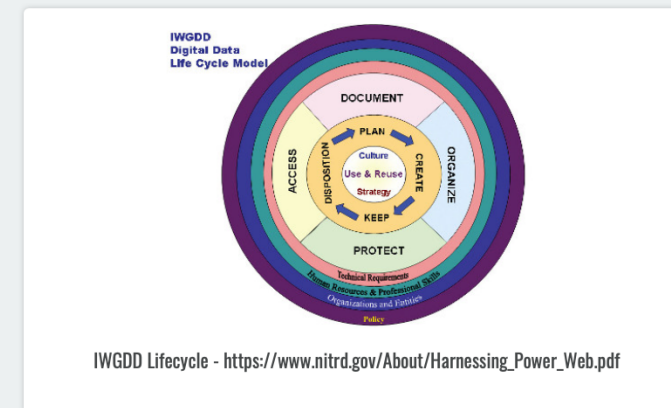 IWGDD
Digital Data
Life Cycle Model
DOCUMENT
PLAN
ACCESS
DISPOSITION
Culture
Use & Reuse
Strategy
CREATE
ORGANIZE
KEEP
PROTECT
Technical Requirements
Human Resources & Professional Skills
Organizations and Entities
Policy
IWGDD Lifecycle - https://www.nitrd.gov/About/Harnessing_Power_Web.pdf